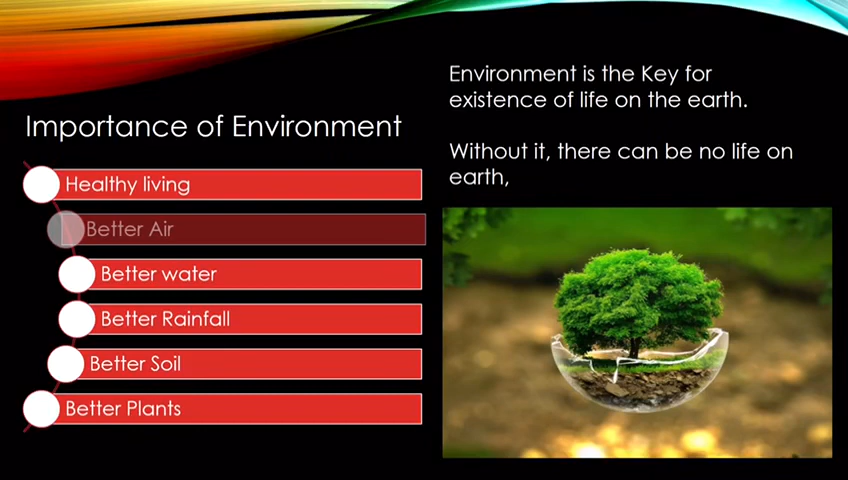 Importance of Environment
Healthy living
Better Air
Better water
Better Rainfall
Better Soil
Better Plants
Environment is the Key for
existence of life on the earth.
Without it, there can be no life on
earth,